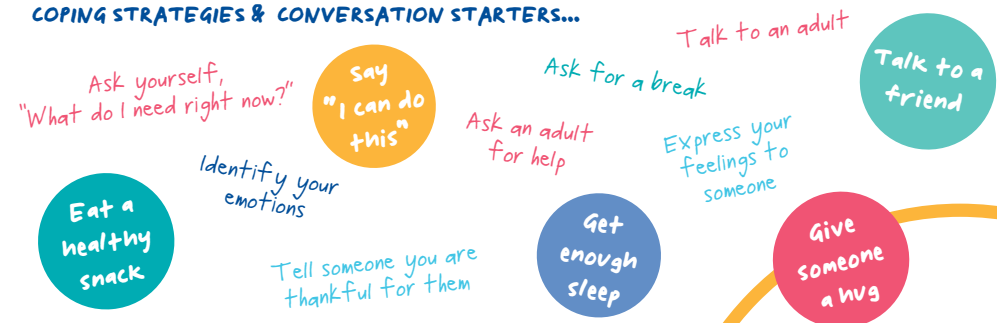 COPING STRATEGIES & CONVERSATION STARTERS...
Ask yourself,
"What do I need right now?"
Say
"I can do
this"
Ask for a break
Talk to an adult
Talk to a
friend
Identify your
emotions
Ask an adult
for help
Express your
feelings to
someone
Eat a
healthy
snack
Tell someone you are
thankful for them
Get
enough
sleep
Give
someone
a hug